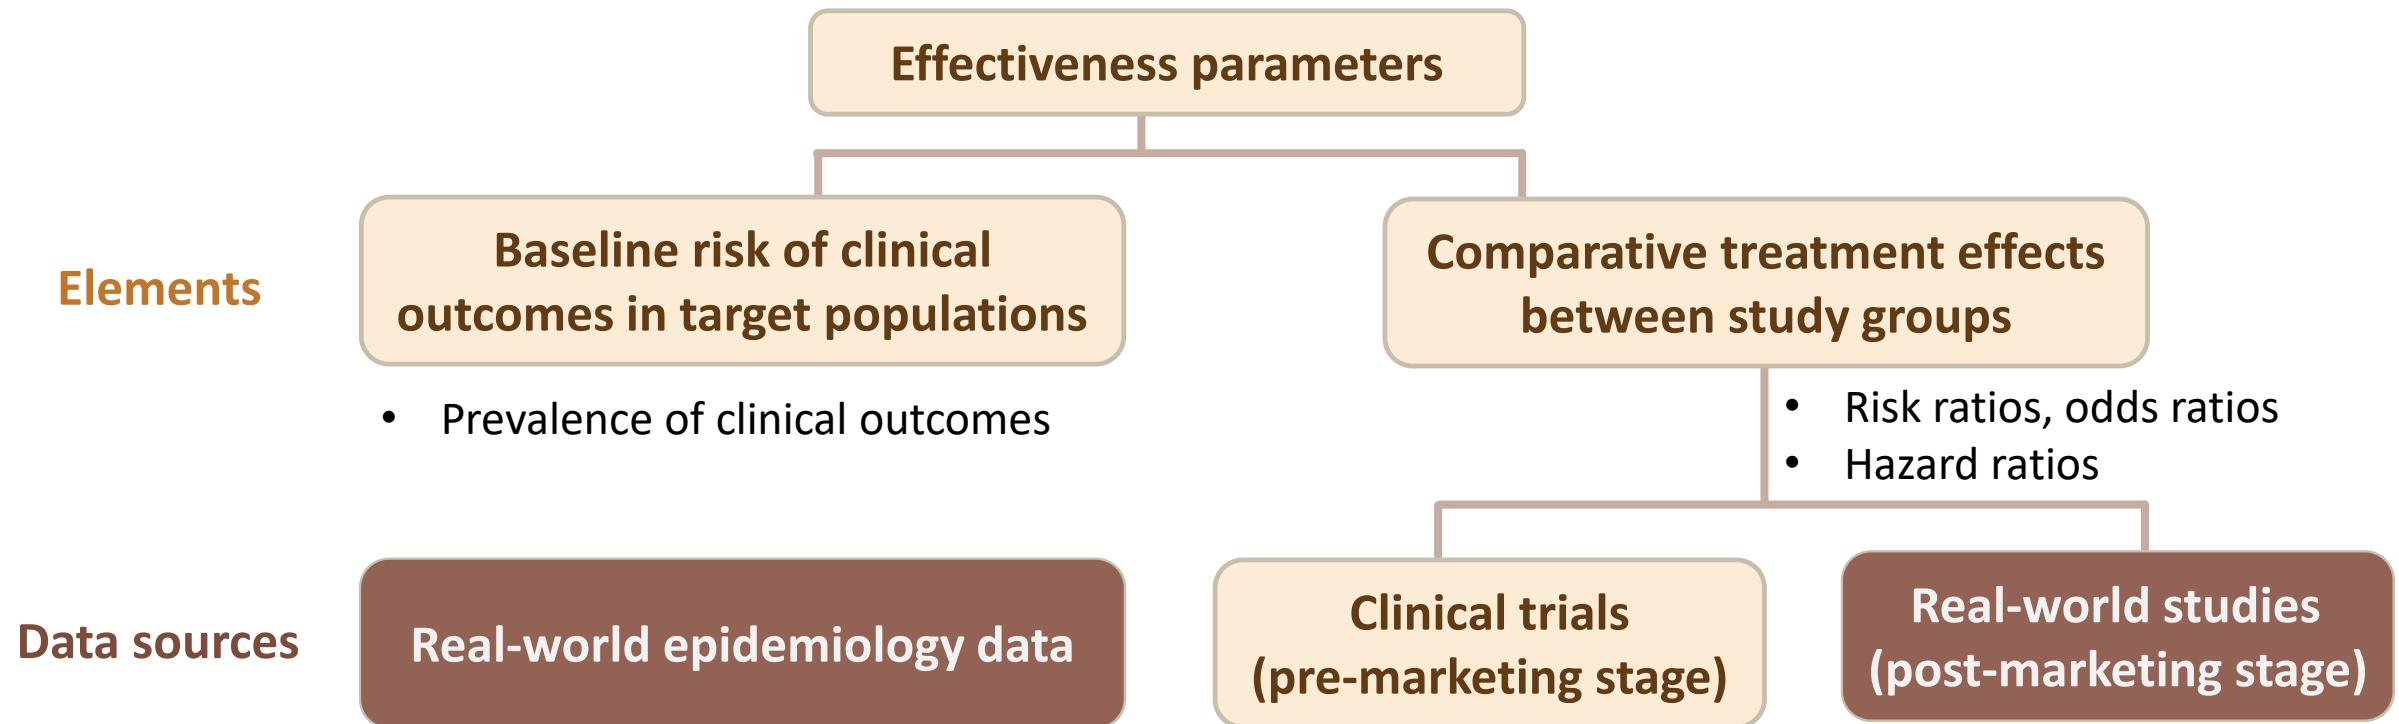 Effectiveness parameters
Elements
Baseline risk of clinical
outcomes in target populations
Comparative treatment effects
between study groups
• Prevalence of clinical outcomes
• Risk ratios, odds ratios
• Hazard ratios
Data sources
Real-world epidemiology data
Clinical trials
(pre-marketing stage)
Real-world studies
(post-marketing stage)